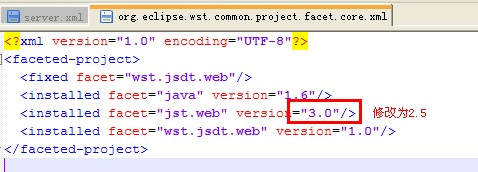 server.xml org.eclipse.wst.common.project.facet.core.xml
<?xml version="1.0" encoding="UTF-8"?>
<faceted-project>
<fixed facet="wst.jsdt.web"/>
<installed facet="java" version="1.6"/>
<installed facet="jst.web" version="3.0"/> 修改为2.5
<installed facet="wst.jsdt.web" version="1.0"/>
</faceted-project>